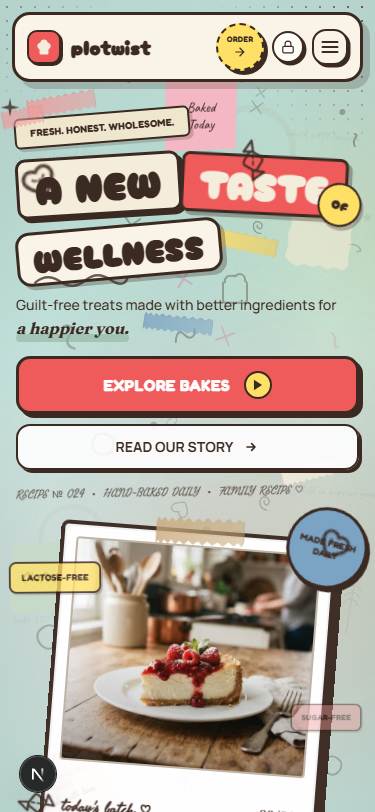 plotwist
ORDER
Baked
Today
FRESH. HONEST. WHOLESOME.
A NEW
TASTE
OF
WELLNESS
Guilt-free treats made with better ingredients for
a happier you.
EXPLORE BAKES
READ OUR STORY
RECIPE № 024 • HAND-BAKED DAILY • FAMILY RECIPE ♡
MADE FRESH
DAILY
LACTOSE-FREE
SUGAR-FREE
N
today's batch ♡